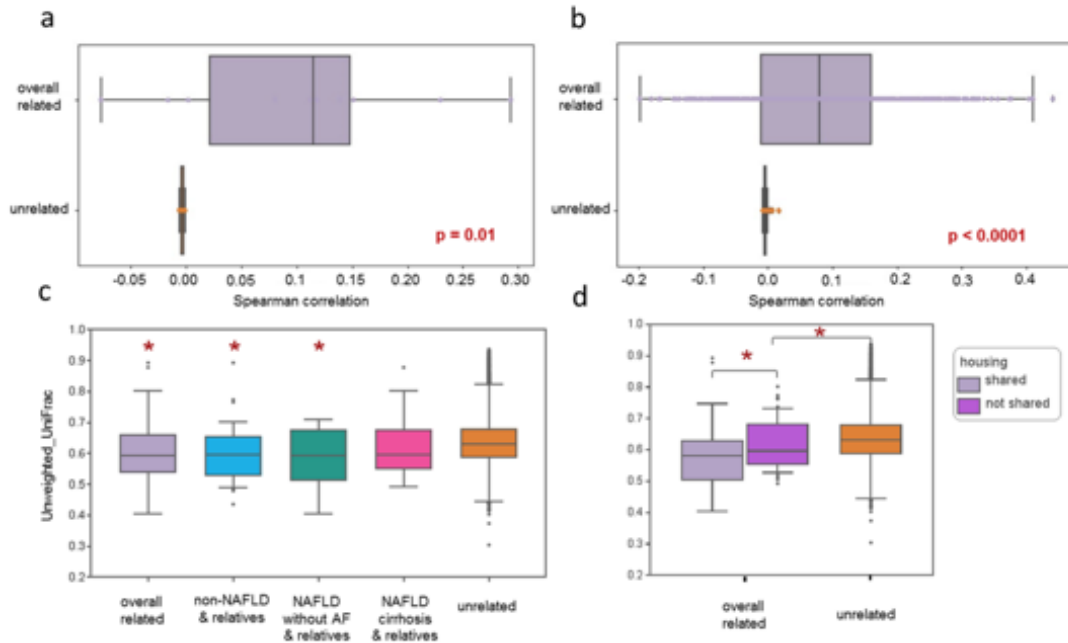 a
overall
related
unrelated
p = 0.01
-0.05 0.00 0.05 0.10 0.15 0.20 0.25 0.30
Spearman correlation
b
overall
related
unrelated
p < 0.0001
-0.2 -0.1 0.0 0.1 0.2 0.3 0.4
Spearman correlation
c
Unweighted_UniFrac
1.0
0.9
0.8
0.7
0.6
0.5
0.4
0.3
0.2
* * *
overall
related
non-NAFLD
& relatives
NAFLD
without AF
& relatives
NAFLD
cirrhosis
& relatives
unrelated
d
1.0
0.9
0.8
0.7
0.6
0.5
0.4
0.3
0.2
* *
overall
related
unrelated
housing
shared
not shared